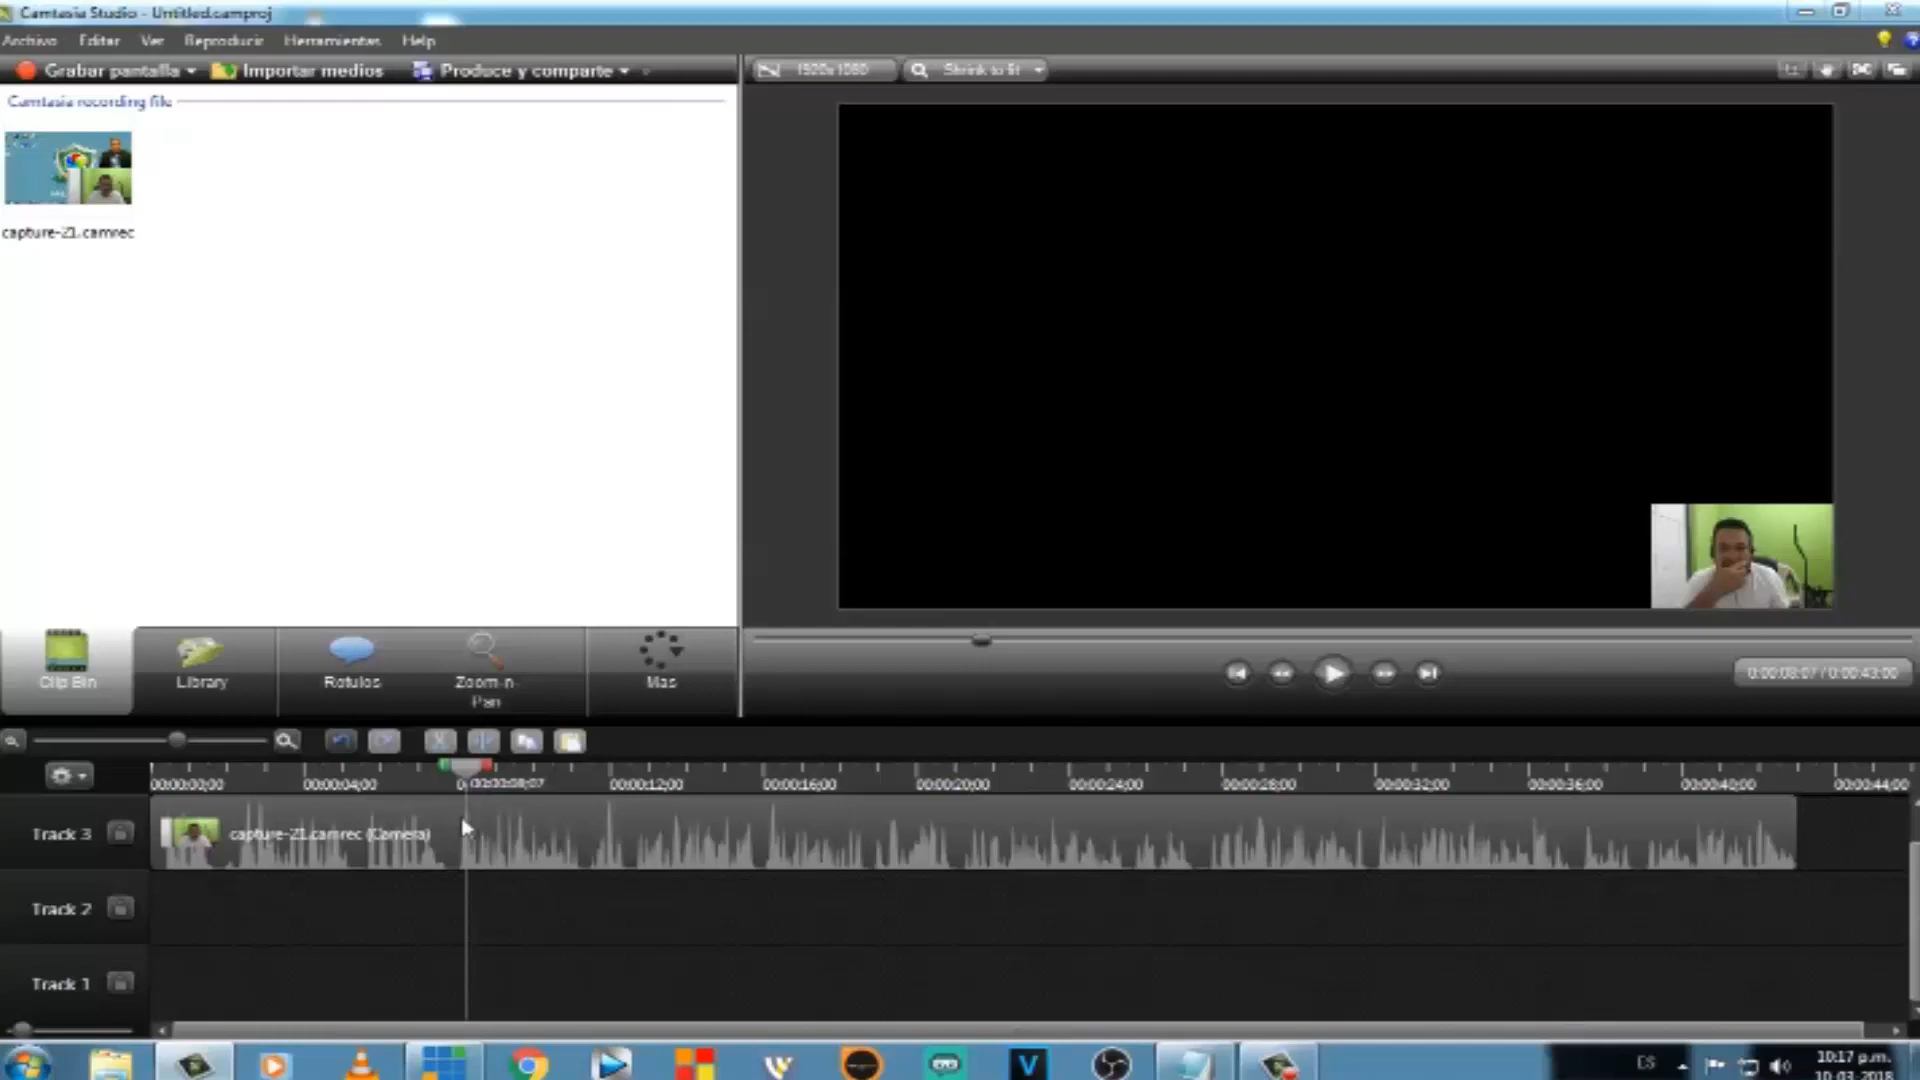 Camtasia Studio - Untitled.camproj
Archivo Editar Ver Reproducir Herramientas Help
Grabar pantalla Importar medios Produce y comparte
1920x1080 Shrink to fit
Camtasia recording file
capture-21.camrec
Clip Bin Library Rotulos Zoom-n-Pan Mas
0:00:08:07 / 0:00:43:00
00:00:00;00 00:00:04;00 00:00:08;07 00:00:12;00 00:00:16;00 00:00:20;00 00:00:24;00 00:00:28;00 00:00:32;00 00:00:36;00 00:00:40;00 00:00:44;00
Track 3 capture-21.camrec (Camera)
Track 2
Track 1
ES
10:17 p.m.
10-03-2018